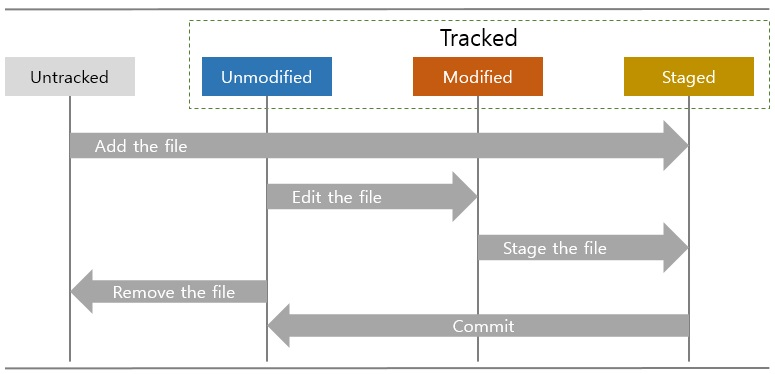 Tracked
Untracked
Unmodified
Modified
Staged
Add the file
Edit the file
Stage the file
Remove the file
Commit